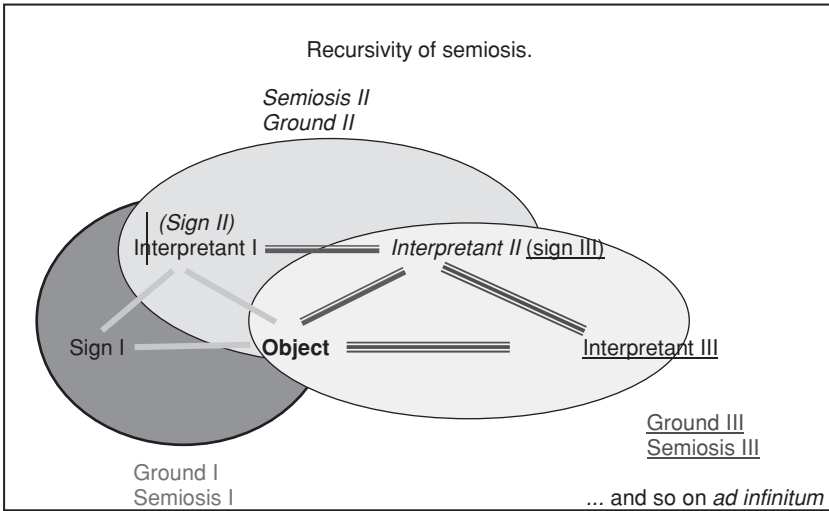 Recursivity of semiosis.
Semiosis II
Ground II
(Sign II)
Interpretant I
Interpretant II (sign III)
Sign I
Object
Interpretant III
Ground III
Semiosis III
Ground I
Semiosis I
... and so on ad infinitum